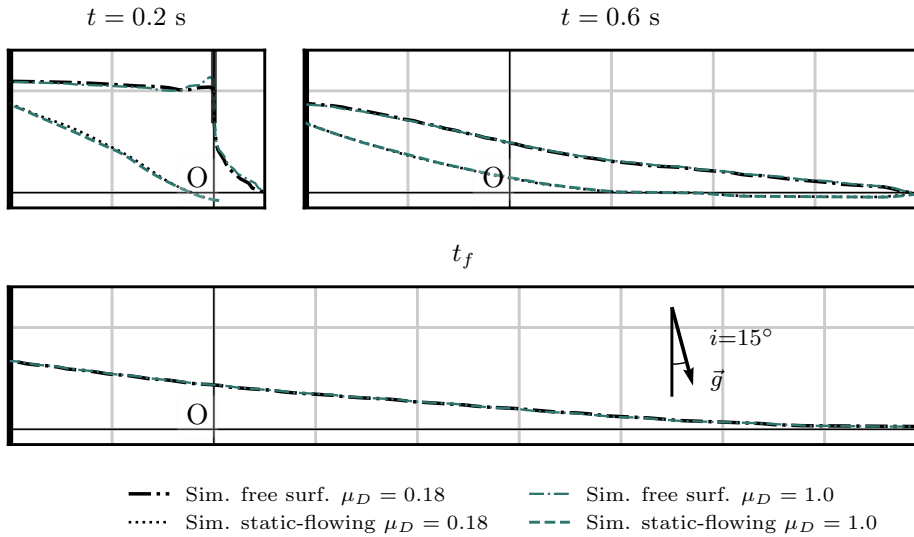 t = 0.2 s
t = 0.6 s
O
O
t_f
i=15°
g⃗
O
Sim. free surf. μ_D = 0.18
Sim. free surf. μ_D = 1.0
Sim. static-flowing μ_D = 0.18
Sim. static-flowing μ_D = 1.0